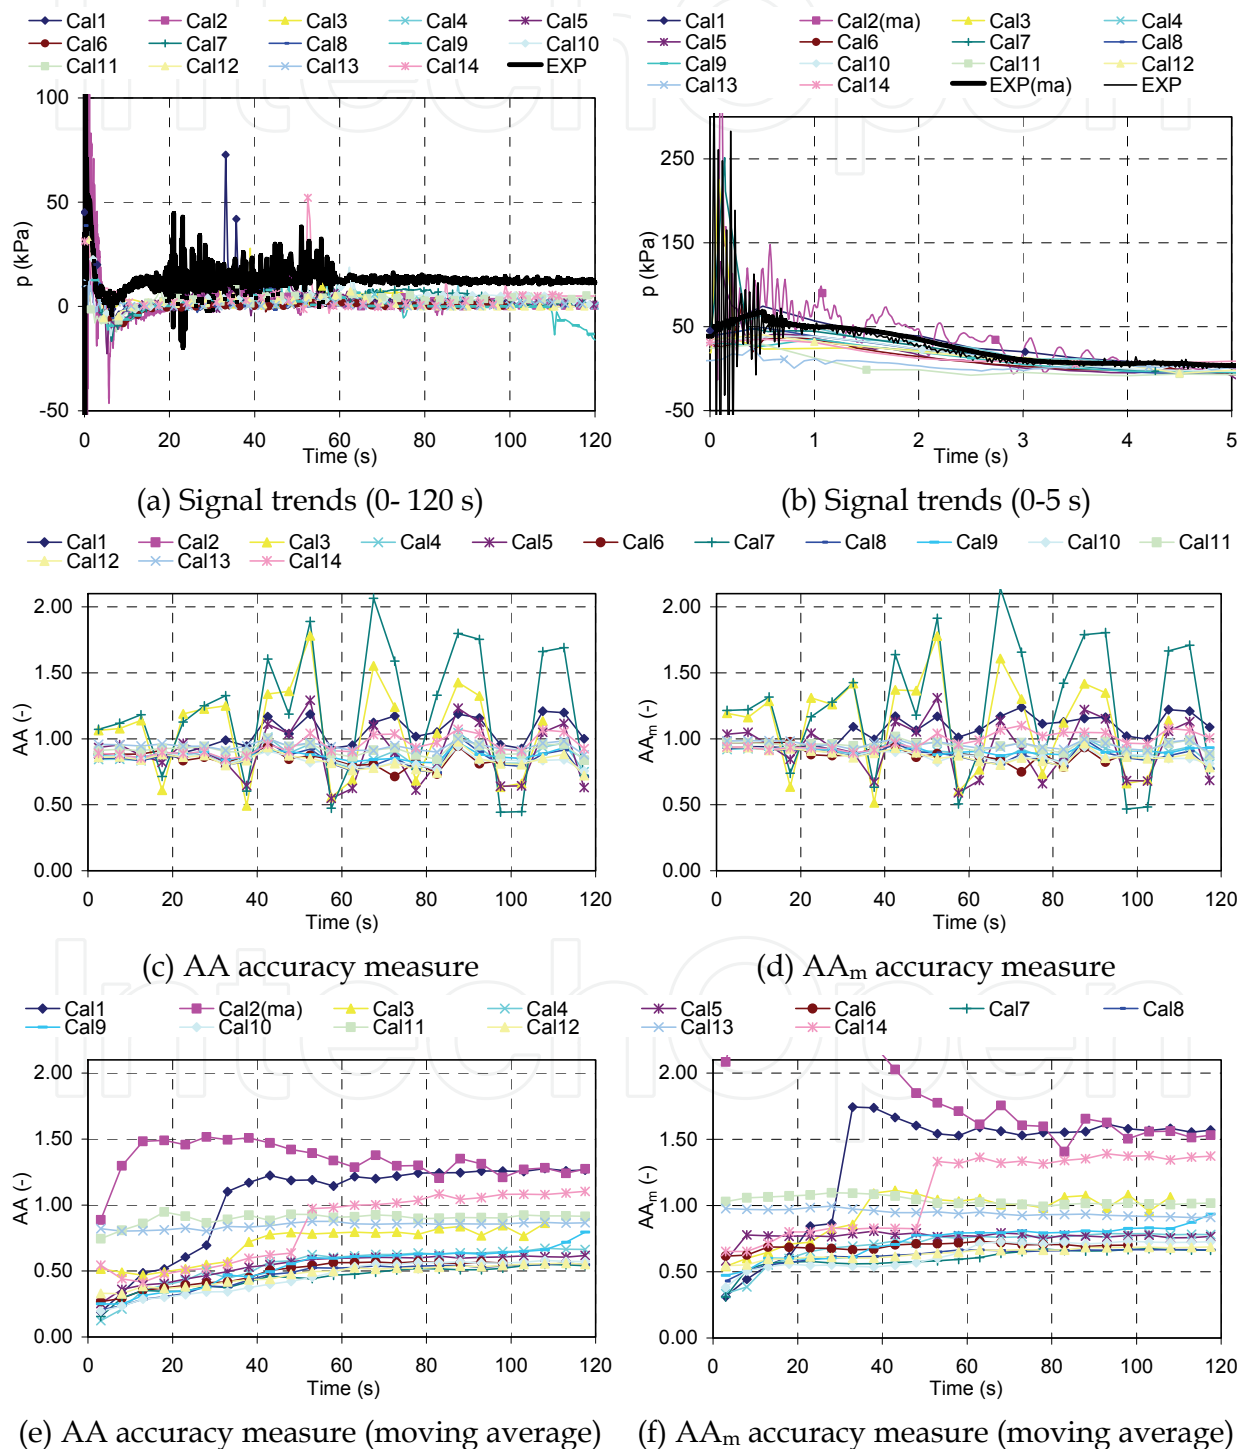 Cal1 Cal2 Cal3 Cal4 Cal5
Cal6 Cal7 Cal8 Cal9 Cal10
Cal11 Cal12 Cal13 Cal14 EXP
100
50
0
-50
p (kPa)
0 20 40 60 80 100 120
Time (s)
(a) Signal trends (0- 120 s)
Cal1 Cal2(ma) Cal3 Cal4
Cal5 Cal6 Cal7 Cal8
Cal9 Cal10 Cal11 Cal12
Cal13 Cal14 EXP(ma) EXP
250
150
50
-50
p (kPa)
0 1 2 3 4 5
Time (s)
(b) Signal trends (0-5 s)
Cal1 Cal2 Cal3 Cal4 Cal5 Cal6 Cal7 Cal8 Cal9 Cal10 Cal11
Cal12 Cal13 Cal14
2.00
1.50
1.00
0.50
0.00
AA (-)
0 20 40 60 80 100 120
Time (s)
(c) AA accuracy measure
2.00
1.50
1.00
0.50
0.00
AAm (-)
0 20 40 60 80 100 120
Time (s)
(d) AAm accuracy measure
Cal1 Cal2(ma) Cal3 Cal4 Cal5 Cal6 Cal7 Cal8
Cal9 Cal10 Cal11 Cal12 Cal13 Cal14
2.00
1.50
1.00
0.50
0.00
AA (-)
0 20 40 60 80 100 120
Time (s)
(e) AA accuracy measure (moving average)
2.00
1.50
1.00
0.50
0.00
AAm (-)
0 20 40 60 80 100 120
Time (s)
(f) AAm accuracy measure (moving average)
IntechOpen
IntechOpen